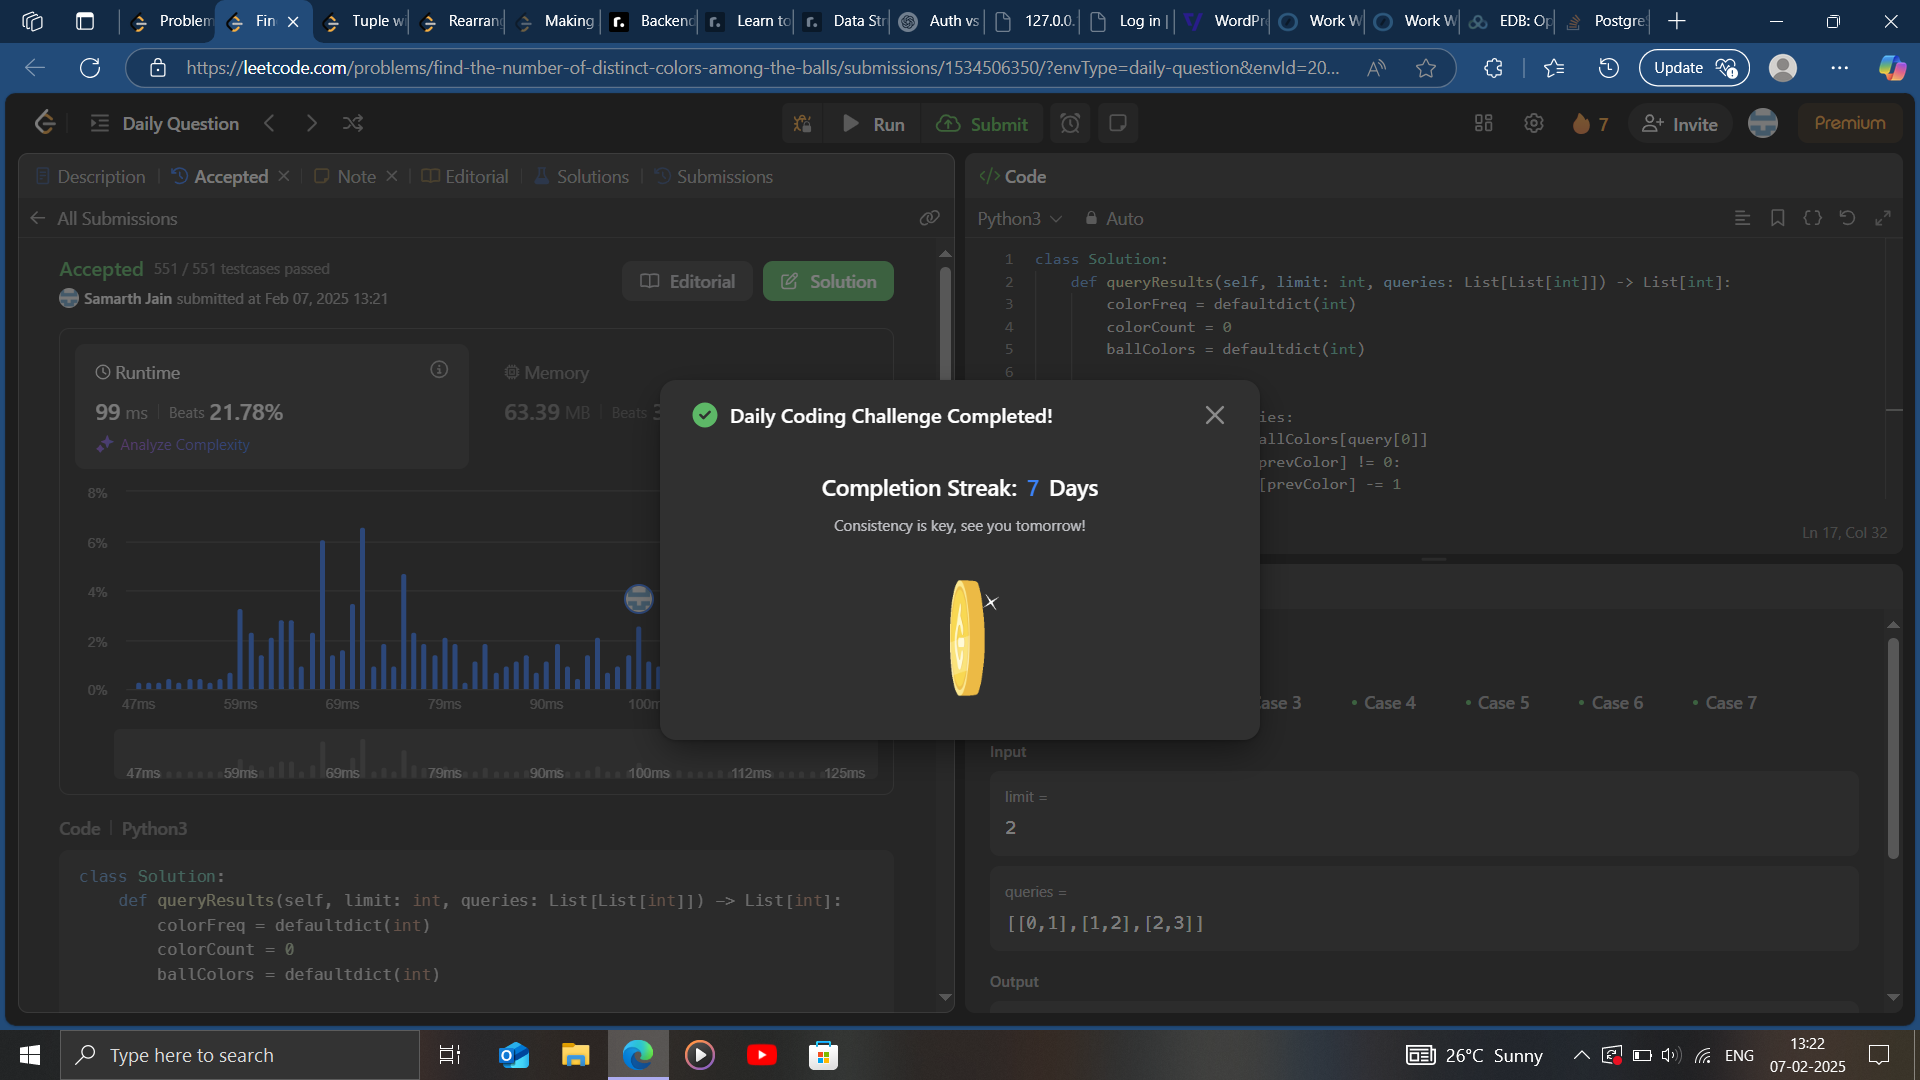 Problem
Fin
Tuple w
Rearran
Making
Backend
Learn to
Data Str
Auth vs
127.0.0.
Log in |
WordPr
Work W
Work W
EDB: Op
Postgre
https://leetcode.com/problems/find-the-number-of-distinct-colors-among-the-balls/submissions/1534506350/?envType=daily-question&envId=20...
Update
Daily Question
Run
Submit
7
Invite
Premium
Description
Accepted
Note
Editorial
Solutions
Submissions
All Submissions
Accepted 551 / 551 testcases passed
Samarth Jain submitted at Feb 07, 2025 13:21
Editorial
Solution
Runtime
99 ms | Beats 21.78%
Analyze Complexity
Memory
63.39 MB | Beats 3
8%
6%
4%
2%
0%
47ms 59ms 69ms 79ms 90ms 100m
47ms 59ms 69ms 79ms 90ms 100ms 112ms 125ms
Code | Python3
class Solution:
def queryResults(self, limit: int, queries: List[List[int]]) -> List[int]:
colorFreq = defaultdict(int)
colorCount = 0
ballColors = defaultdict(int)
</> Code
Python3
Auto
1 class Solution:
2 def queryResults(self, limit: int, queries: List[List[int]]) -> List[int]:
3 colorFreq = defaultdict(int)
4 colorCount = 0
5 ballColors = defaultdict(int)
6
ies:
allColors[query[0]]
prevColor] != 0:
[prevColor] -= 1
Ln 17, Col 32
Daily Coding Challenge Completed!
Completion Streak: 7 Days
Consistency is key, see you tomorrow!
ase 3
Case 4
Case 5
Case 6
Case 7
Input
limit =
2
queries =
[[0,1],[1,2],[2,3]]
Output
Type here to search
26°C Sunny
ENG
13:22
07-02-2025